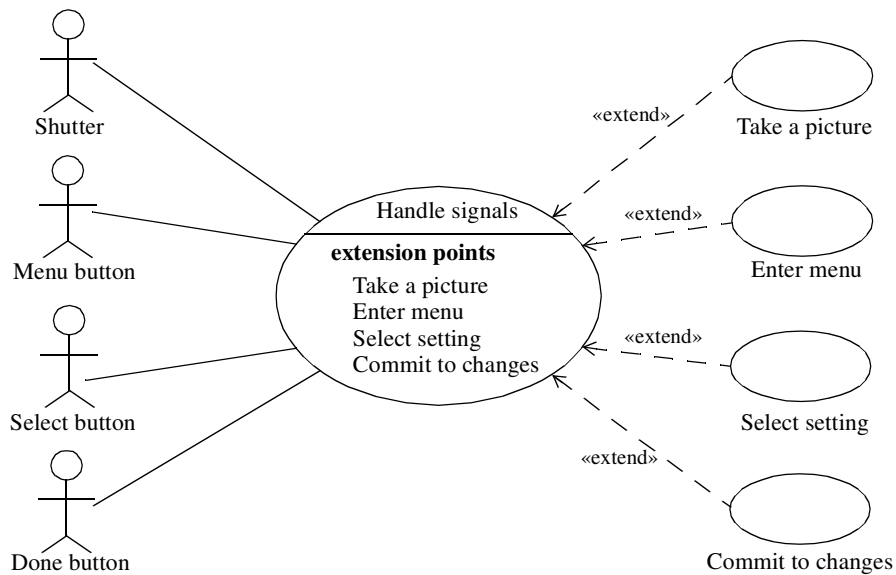 Shutter
Menu button
Select button
Done button
Handle signals
extension points
Take a picture
Enter menu
Select setting
Commit to changes
«extend»
«extend»
«extend»
«extend»
Take a picture
Enter menu
Select setting
Commit to changes